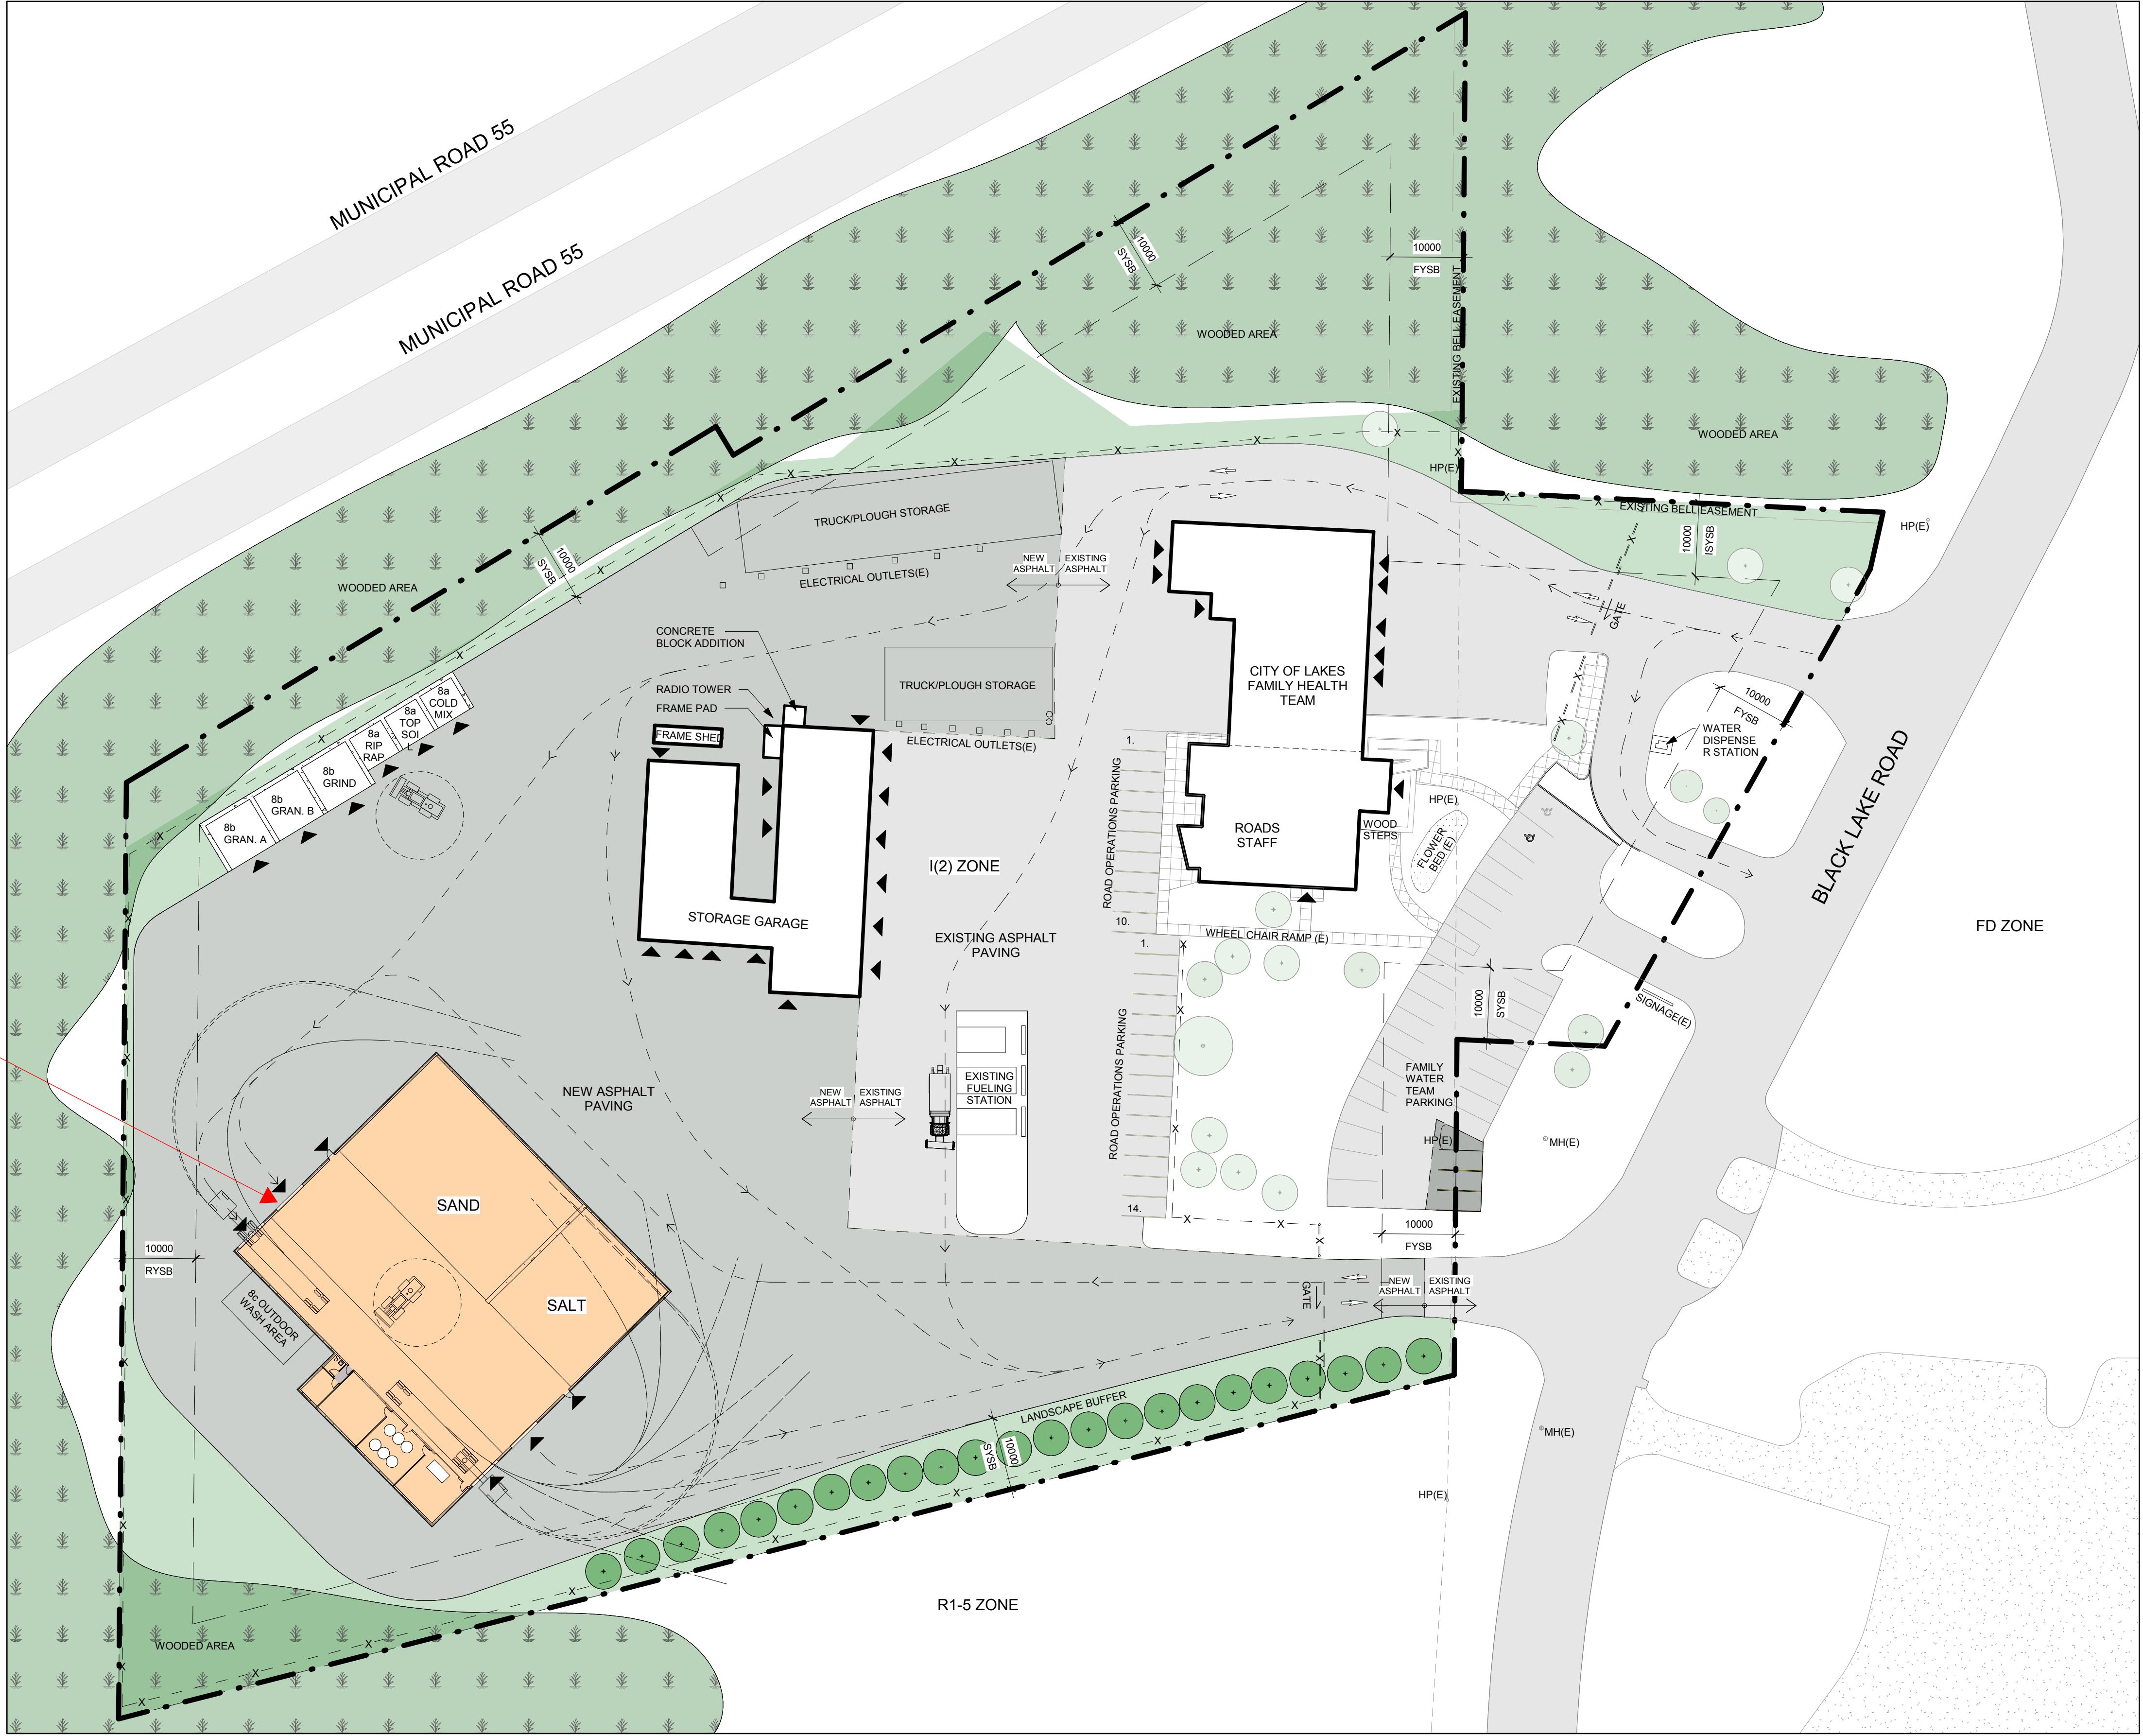 MUNICIPAL ROAD 55
MUNICIPAL ROAD 55
10000
SYSB
10000
FYSB
EXISTING BELL EASEMENT
WOODED AREA
WOODED AREA
HP(E)
EXISTING BELL EASEMENT
HP(E)
10000
ISYSB
TRUCK/PLOUGH STORAGE
ELECTRICAL OUTLETS(E)
NEW
ASPHALT
EXISTING
ASPHALT
10000
SYSB
WOODED AREA
GATE
CONCRETE
BLOCK ADDITION
RADIO TOWER
FRAME PAD
FRAME SHED
TRUCK/PLOUGH STORAGE
ELECTRICAL OUTLETS(E)
CITY OF LAKES
FAMILY HEALTH
TEAM
10000
FYSB
WATER
DISPENSE
R STATION
8a
COLD
MIX
8a
TOP
SOI
L
8a
RIP
RAP
8b
GRIND
8b
GRAN. B
8b
GRAN. A
1.
ROAD OPERATIONS PARKING
10.
HP(E)
WOOD
STEPS
FLOWER
BED (E)
ROADS
STAFF
BLACK LAKE ROAD
I(2) ZONE
STORAGE GARAGE
FD ZONE
EXISTING ASPHALT
PAVING
WHEEL CHAIR RAMP (E)
1.
ROAD OPERATIONS PARKING
14.
10000
SYSB
SIGNAGE(E)
NEW ASPHALT
PAVING
NEW
ASPHALT
EXISTING
ASPHALT
EXISTING
FUELING
STATION
FAMILY
WATER
TEAM
PARKING
HP(E)
MH(E)
SAND
SALT
10000
RYSB
8c OUTDOOR
WASH AREA
10000
FYSB
GATE
NEW
ASPHALT
EXISTING
ASPHALT
LANDSCAPE BUFFER
10000
SYSB
MH(E)
HP(E)
R1-5 ZONE
WOODED AREA